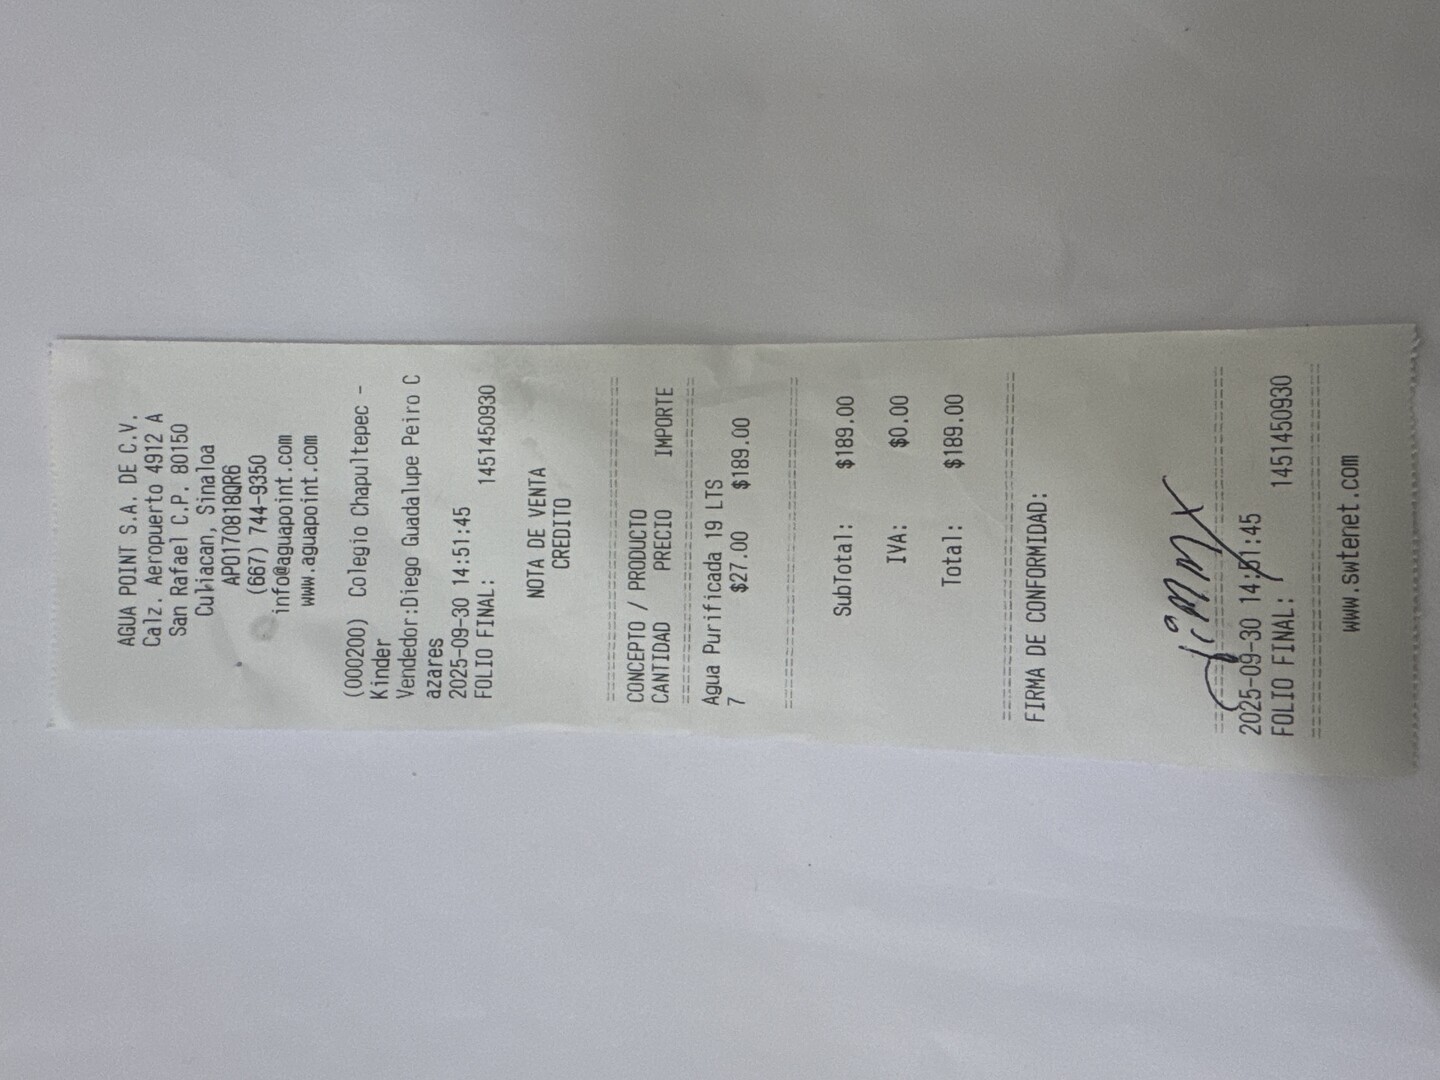 AGUA POINT S.A. DE C.V.
Calz. Aeropuerto 4912 A
San Rafael C.P. 80150
Culiacan, Sinaloa
APO170818QR6
(667) 744-9350
info@aguapoint.com
www.aguapoint.com
(000200) Colegio Chapultepec -
Kinder
Vendedor:Diego Guadalupe Peiro C
azares
2025-09-30 14:51:45
FOLIO FINAL: 1451450930
NOTA DE VENTA
CREDITO
CONCEPTO / PRODUCTO
CANTIDAD PRECIO IMPORTE
Agua Purificada 19 LTS
7 $27.00 $189.00
SubTotal: $189.00
IVA: $0.00
Total: $189.00
FIRMA DE CONFORMIDAD:
2025-09-30 14:51:45
FOLIO FINAL: 1451450930
www.swtenet.com